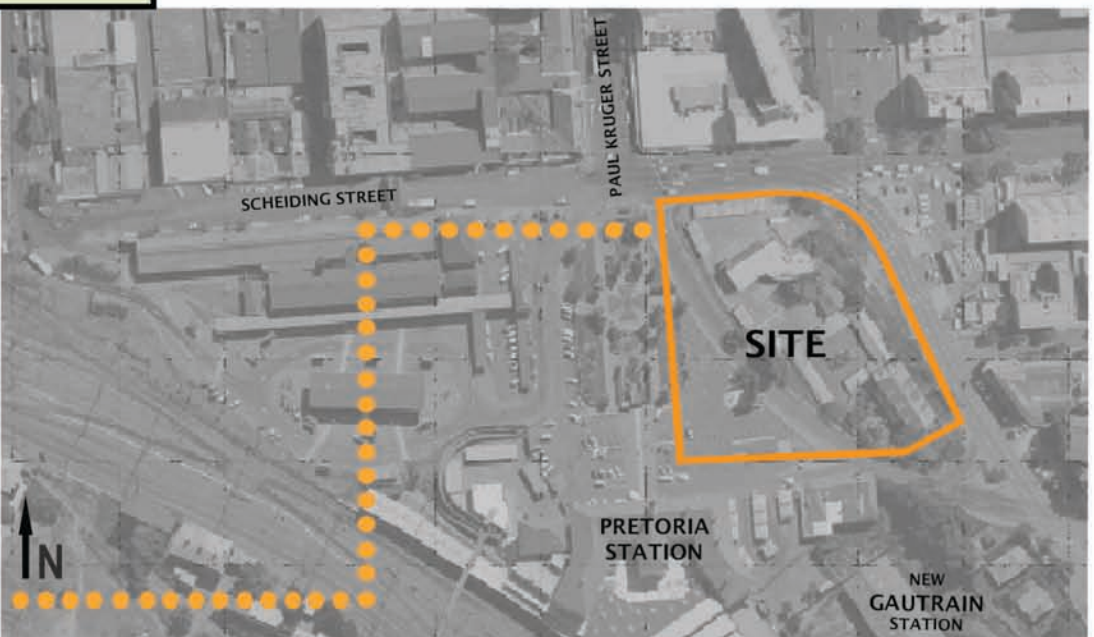 PAUL KRUGER STREET
SCHEIDING STREET
SITE
N
PRETORIA
STATION
NEW
GAUTRAIN
STATION